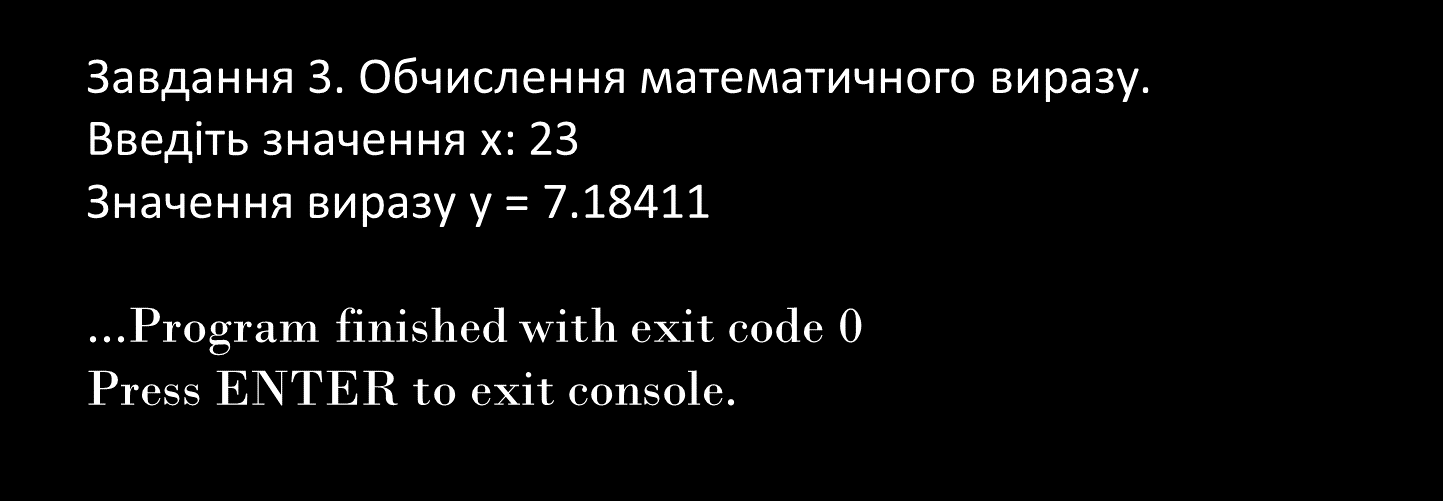 Завдання 3. Обчислення математичного виразу.
Введіть значення x: 23
Значення виразу y = 7.18411
...Program finished with exit code 0
Press ENTER to exit console.